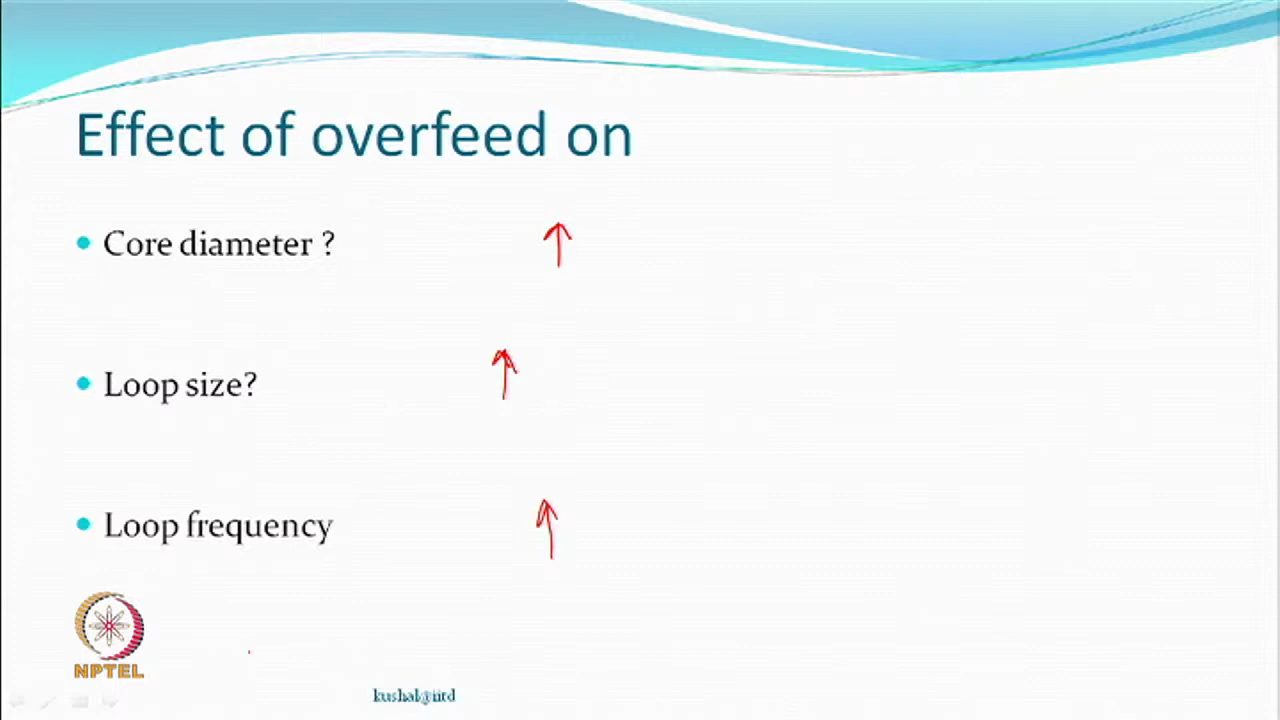 Effect of overfeed on
Core diameter ?
Loop size?
Loop frequency
NPTEL
kushal@iitd